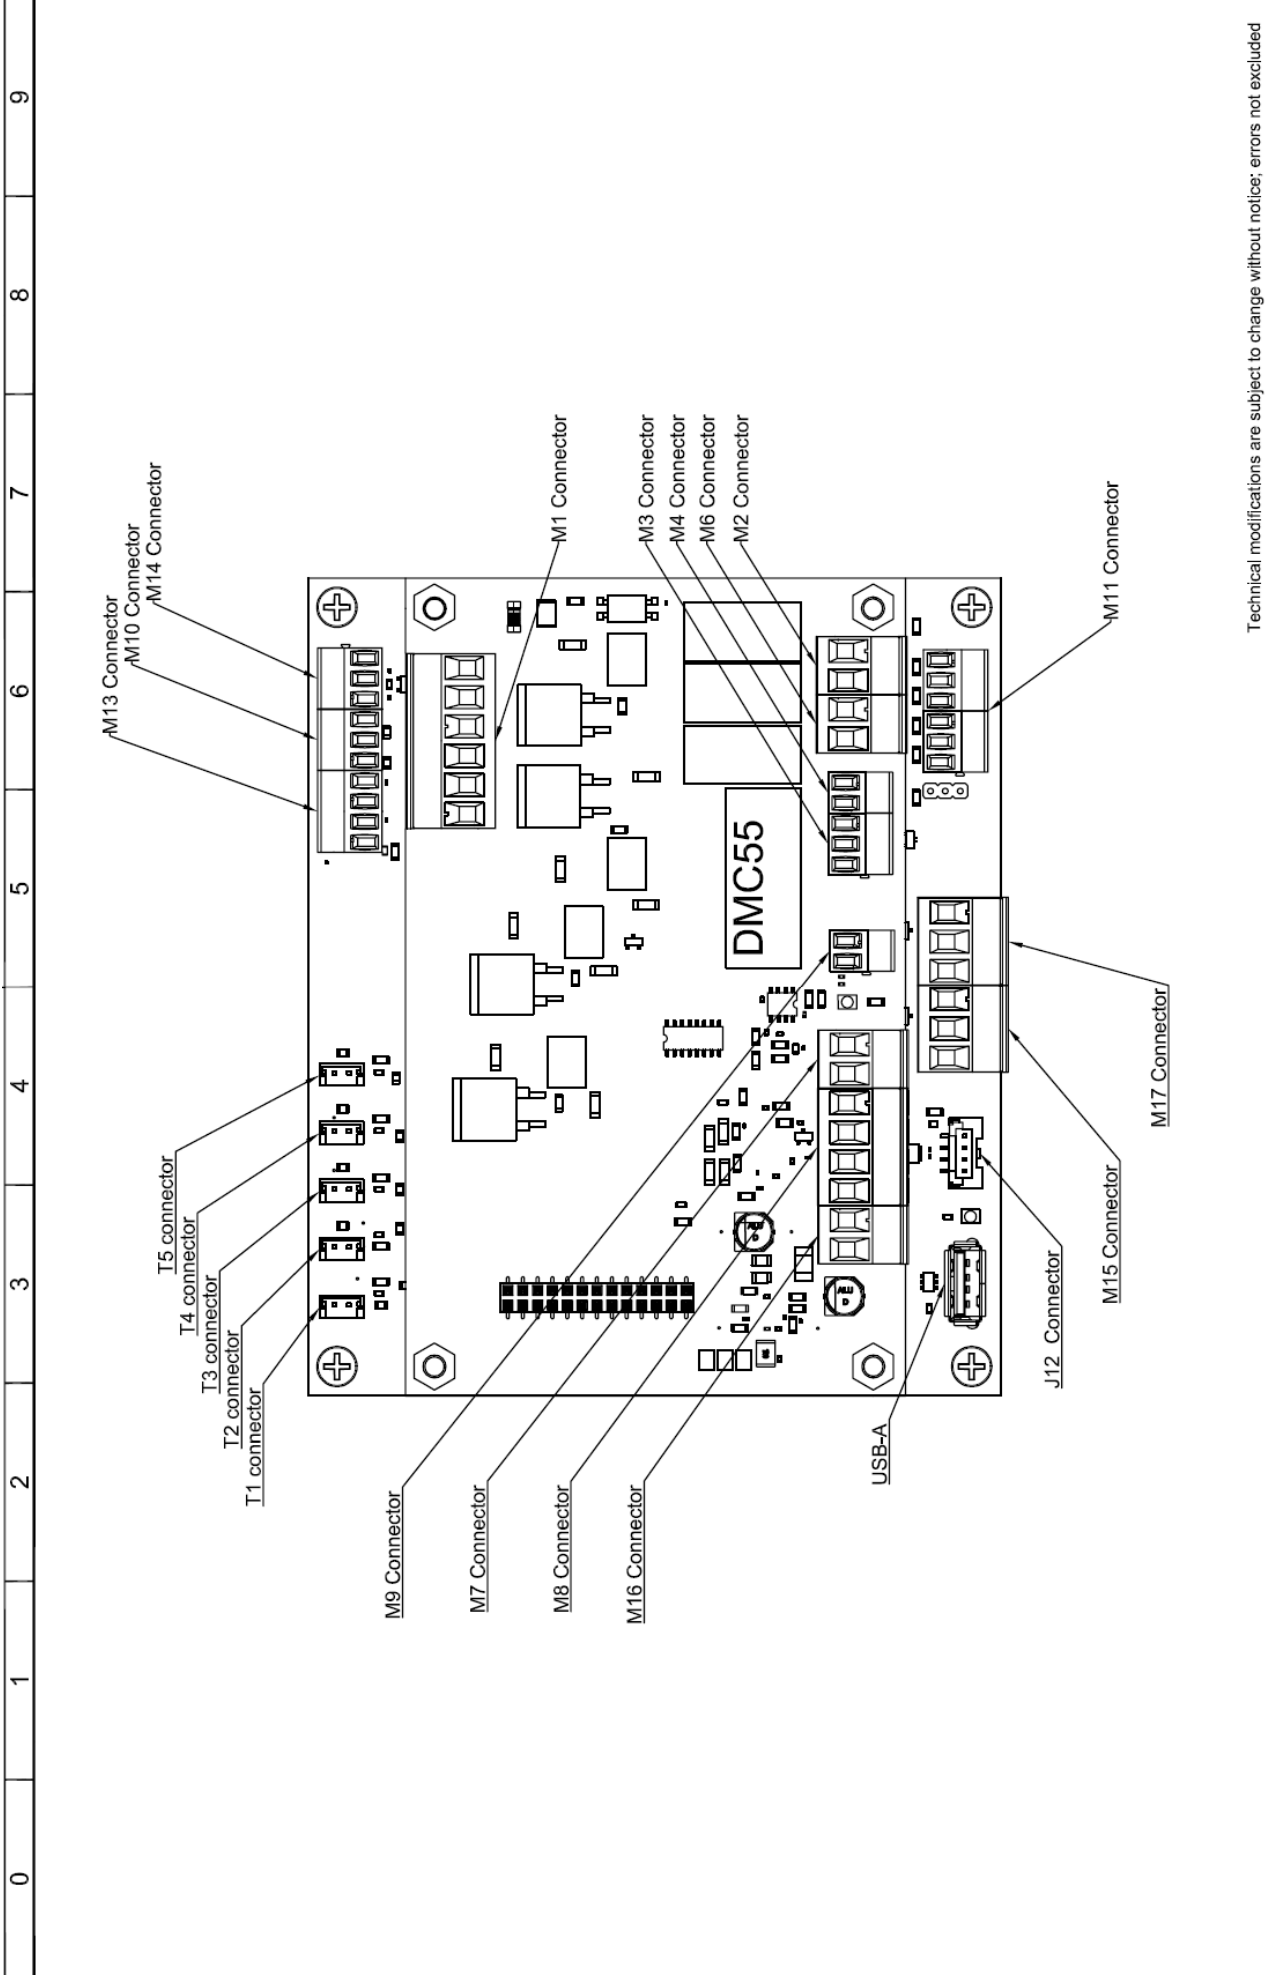 0
1
2
3
4
5
6
7
8
9
T1 connector
T2 connector
T3 connector
T4 connector
T5 connector
M13 Connector
M10 Connector
M14 Connector
M9 Connector
M7 Connector
M8 Connector
M16 Connector
M1 Connector
M3 Connector
M4 Connector
M6 Connector
M2 Connector
DMC55
ALU
D
ALU
D
USB-A
J12 Connector
M15 Connector
M17 Connector
M11 Connector
Technical modifications are subject to change without notice; errors not excluded